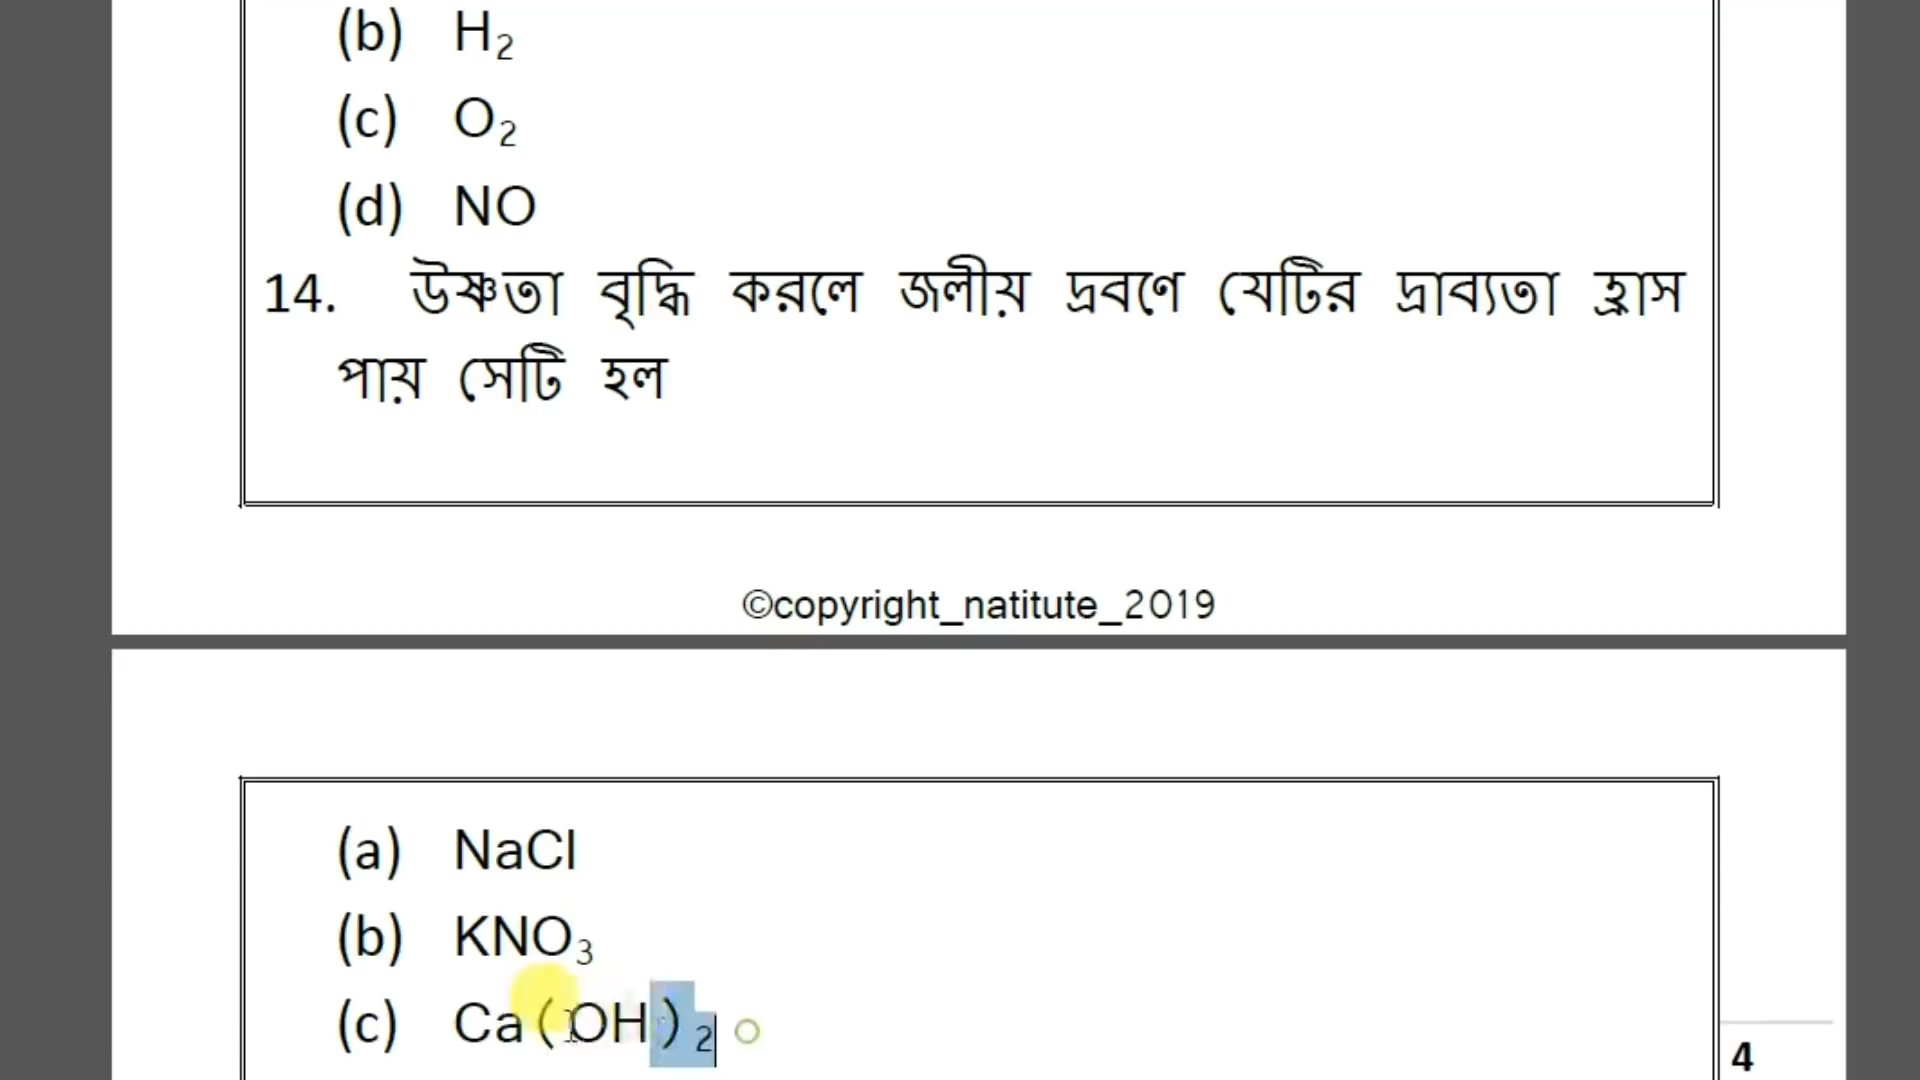 (b) H₂
(c) O₂
(d) NO
14. উষ্ণতা বৃদ্ধি করলে জলীয় দ্রবণে যেটির দ্রাব্যতা হ্রাস
পায় সেটি হল
©copyright_natitute_2019
(a) NaCl
(b) KNO₃
(c) Ca(OH)₂
4